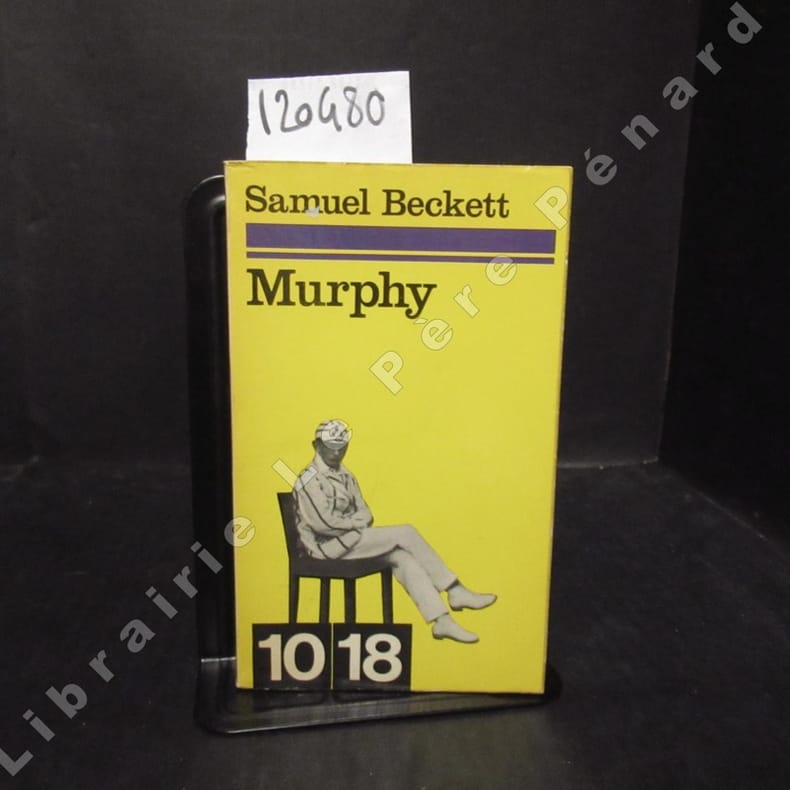 120480
Samuel Beckett
Murphy
10 18
Librairie Le Père Pénard